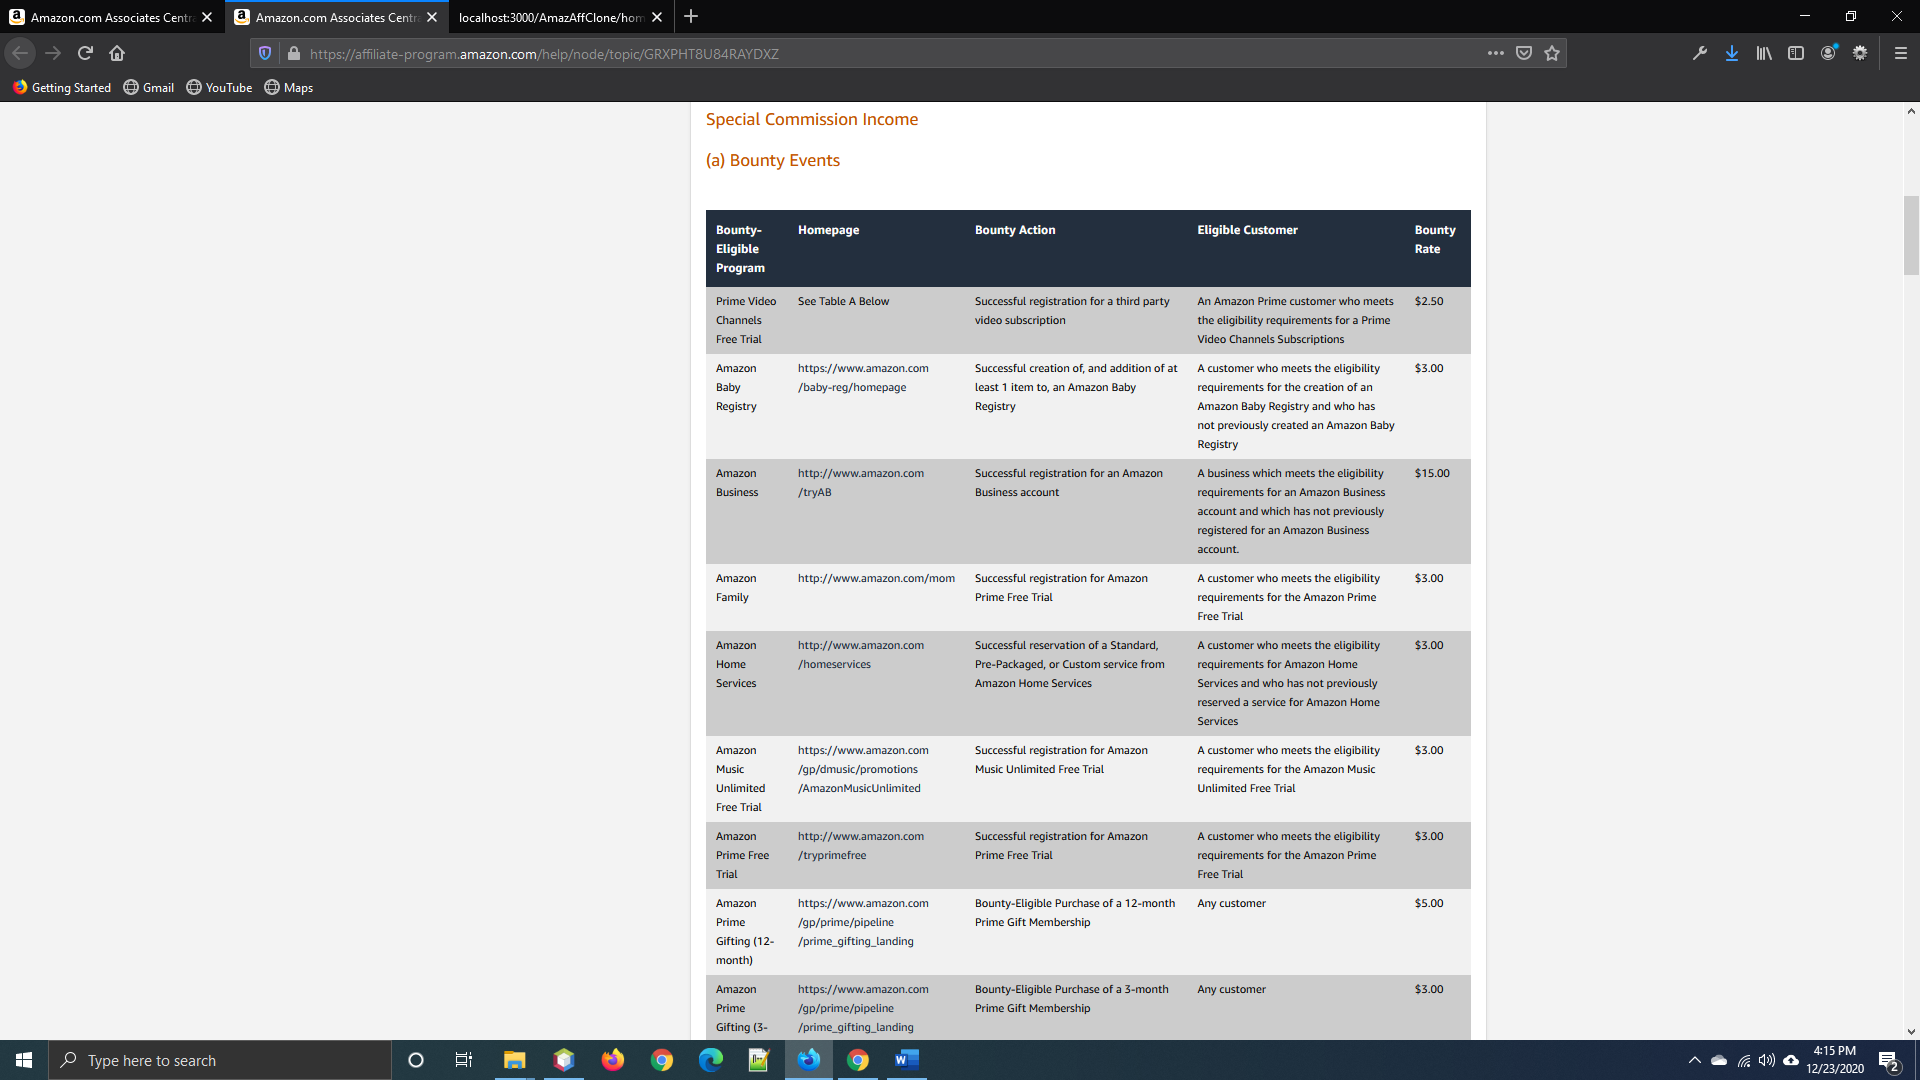 Amazon.com Associates Centra
Amazon.com Associates Centra
localhost:3000/AmazAffClone/hom
https://affiliate-program.amazon.com/help/node/topic/GRXPHT8U84RAYDXZ
Getting Started
Gmail
YouTube
Maps
Special Commission Income
(a) Bounty Events
Bounty-
Eligible
Program
Homepage
Bounty Action
Eligible Customer
Bounty
Rate
Prime Video
Channels
Free Trial
See Table A Below
Successful registration for a third party
video subscription
An Amazon Prime customer who meets
the eligibility requirements for a Prime
Video Channels Subscriptions
$2.50
Amazon
Baby
Registry
https://www.amazon.com
/baby-reg/homepage
Successful creation of, and addition of at
least 1 item to, an Amazon Baby
Registry
A customer who meets the eligibility
requirements for the creation of an
Amazon Baby Registry and who has
not previously created an Amazon Baby
Registry
$3.00
Amazon
Business
http://www.amazon.com
/tryAB
Successful registration for an Amazon
Business account
A business which meets the eligibility
requirements for an Amazon Business
account and which has not previously
registered for an Amazon Business
account.
$15.00
Amazon
Family
http://www.amazon.com/mom
Successful registration for Amazon
Prime Free Trial
A customer who meets the eligibility
requirements for the Amazon Prime
Free Trial
$3.00
Amazon
Home
Services
http://www.amazon.com
/homeservices
Successful reservation of a Standard,
Pre-Packaged, or Custom service from
Amazon Home Services
A customer who meets the eligibility
requirements for Amazon Home
Services and who has not previously
reserved a service for Amazon Home
Services
$3.00
Amazon
Music
Unlimited
Free Trial
https://www.amazon.com
/gp/dmusic/promotions
/AmazonMusicUnlimited
Successful registration for Amazon
Music Unlimited Free Trial
A customer who meets the eligibility
requirements for the Amazon Music
Unlimited Free Trial
$3.00
Amazon
Prime Free
Trial
http://www.amazon.com
/tryprimefree
Successful registration for Amazon
Prime Free Trial
A customer who meets the eligibility
requirements for the Amazon Prime
Free Trial
$3.00
Amazon
Prime
Gifting (12-
month)
https://www.amazon.com
/gp/prime/pipeline
/prime_gifting_landing
Bounty-Eligible Purchase of a 12-month
Prime Gift Membership
Any customer
$5.00
Amazon
Prime
Gifting (3-
https://www.amazon.com
/gp/prime/pipeline
/prime_gifting_landing
Bounty-Eligible Purchase of a 3-month
Prime Gift Membership
Any customer
$3.00
Type here to search
4:15 PM
12/23/2020
2